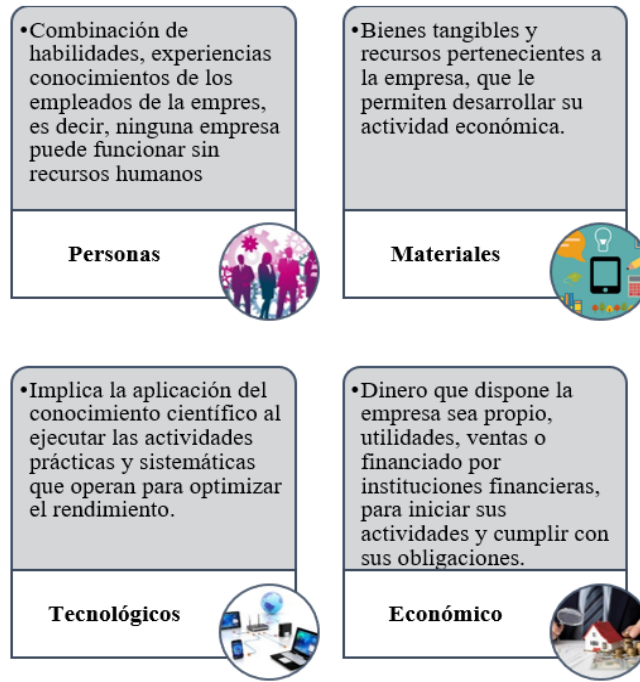 •Combinación de
habilidades, experiencias
conocimientos de los
empleados de la empres,
es decir, ninguna empresa
puede funcionar sin
recursos humanos
Personas
•Bienes tangibles y
recursos pertenecientes a
la empresa, que le
permiten desarrollar su
actividad económica.
Materiales
•Implica la aplicación del
conocimiento científico al
ejecutar las actividades
prácticas y sistemáticas
que operan para optimizar
el rendimiento.
Tecnológicos
•Dinero que dispone la
empresa sea propio,
utilidades, ventas o
financiado por
instituciones financieras,
para iniciar sus
actividades y cumplir con
sus obligaciones.
Económico